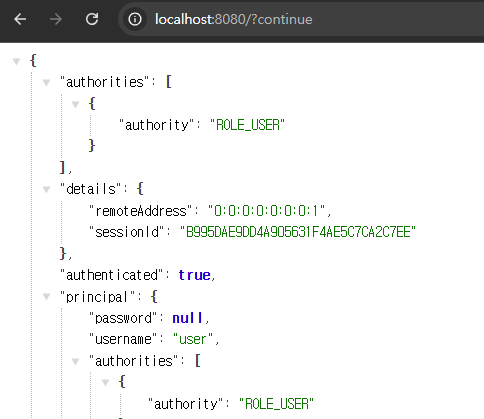 localhost:8080/?continue
{
"authorities": [
{
"authority": "ROLE_USER"
}
],
"details": {
"remoteAddress": "0:0:0:0:0:0:0:1",
"sessionId": "B995DAE9DD4A905631F4AE5C7CA2C7EE"
},
"authenticated": true,
"principal": {
"password": null,
"username": "user",
"authorities": [
{
"authority": "ROLE_USER"